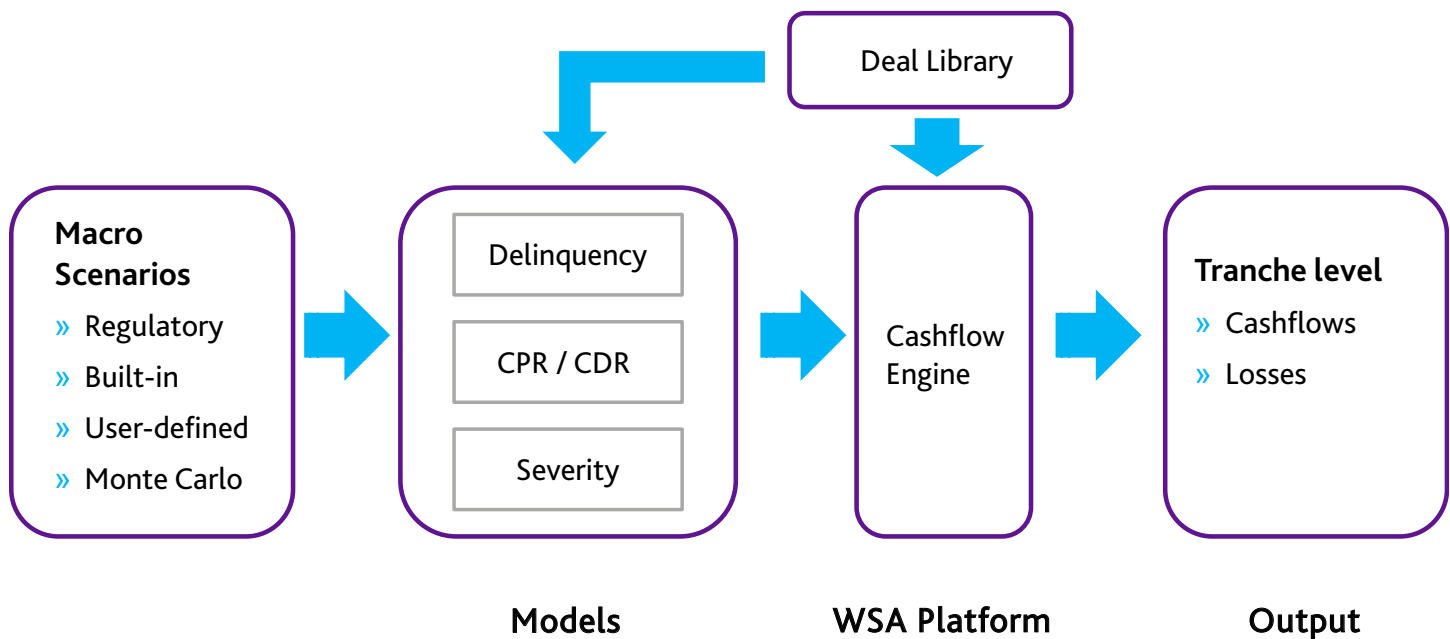 Deal Library
Macro
Scenarios
» Regulatory
» Built-in
» User-defined
» Monte Carlo
Delinquency
CPR / CDR
Severity
Cashflow
Engine
Tranche level
» Cashflows
» Losses
Models
WSA Platform
Output